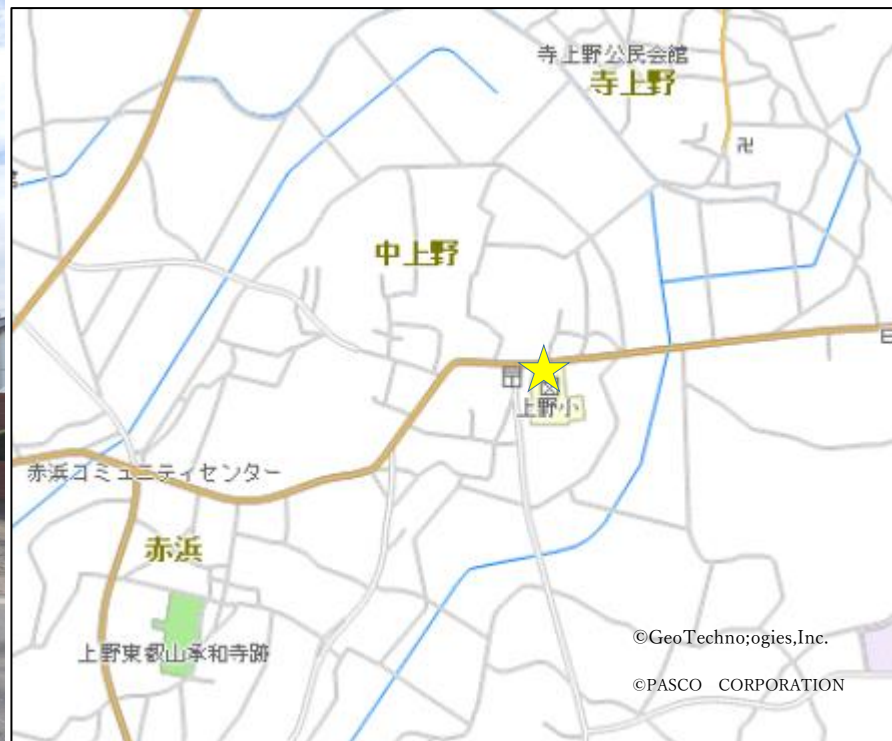 寺上野公民会館
寺上野
中上野
上野小
赤浜コミュニティセンター
赤浜
上野東叡山承和寺跡
©GeoTechno;ogies,Inc.
©PASCO CORPORATION